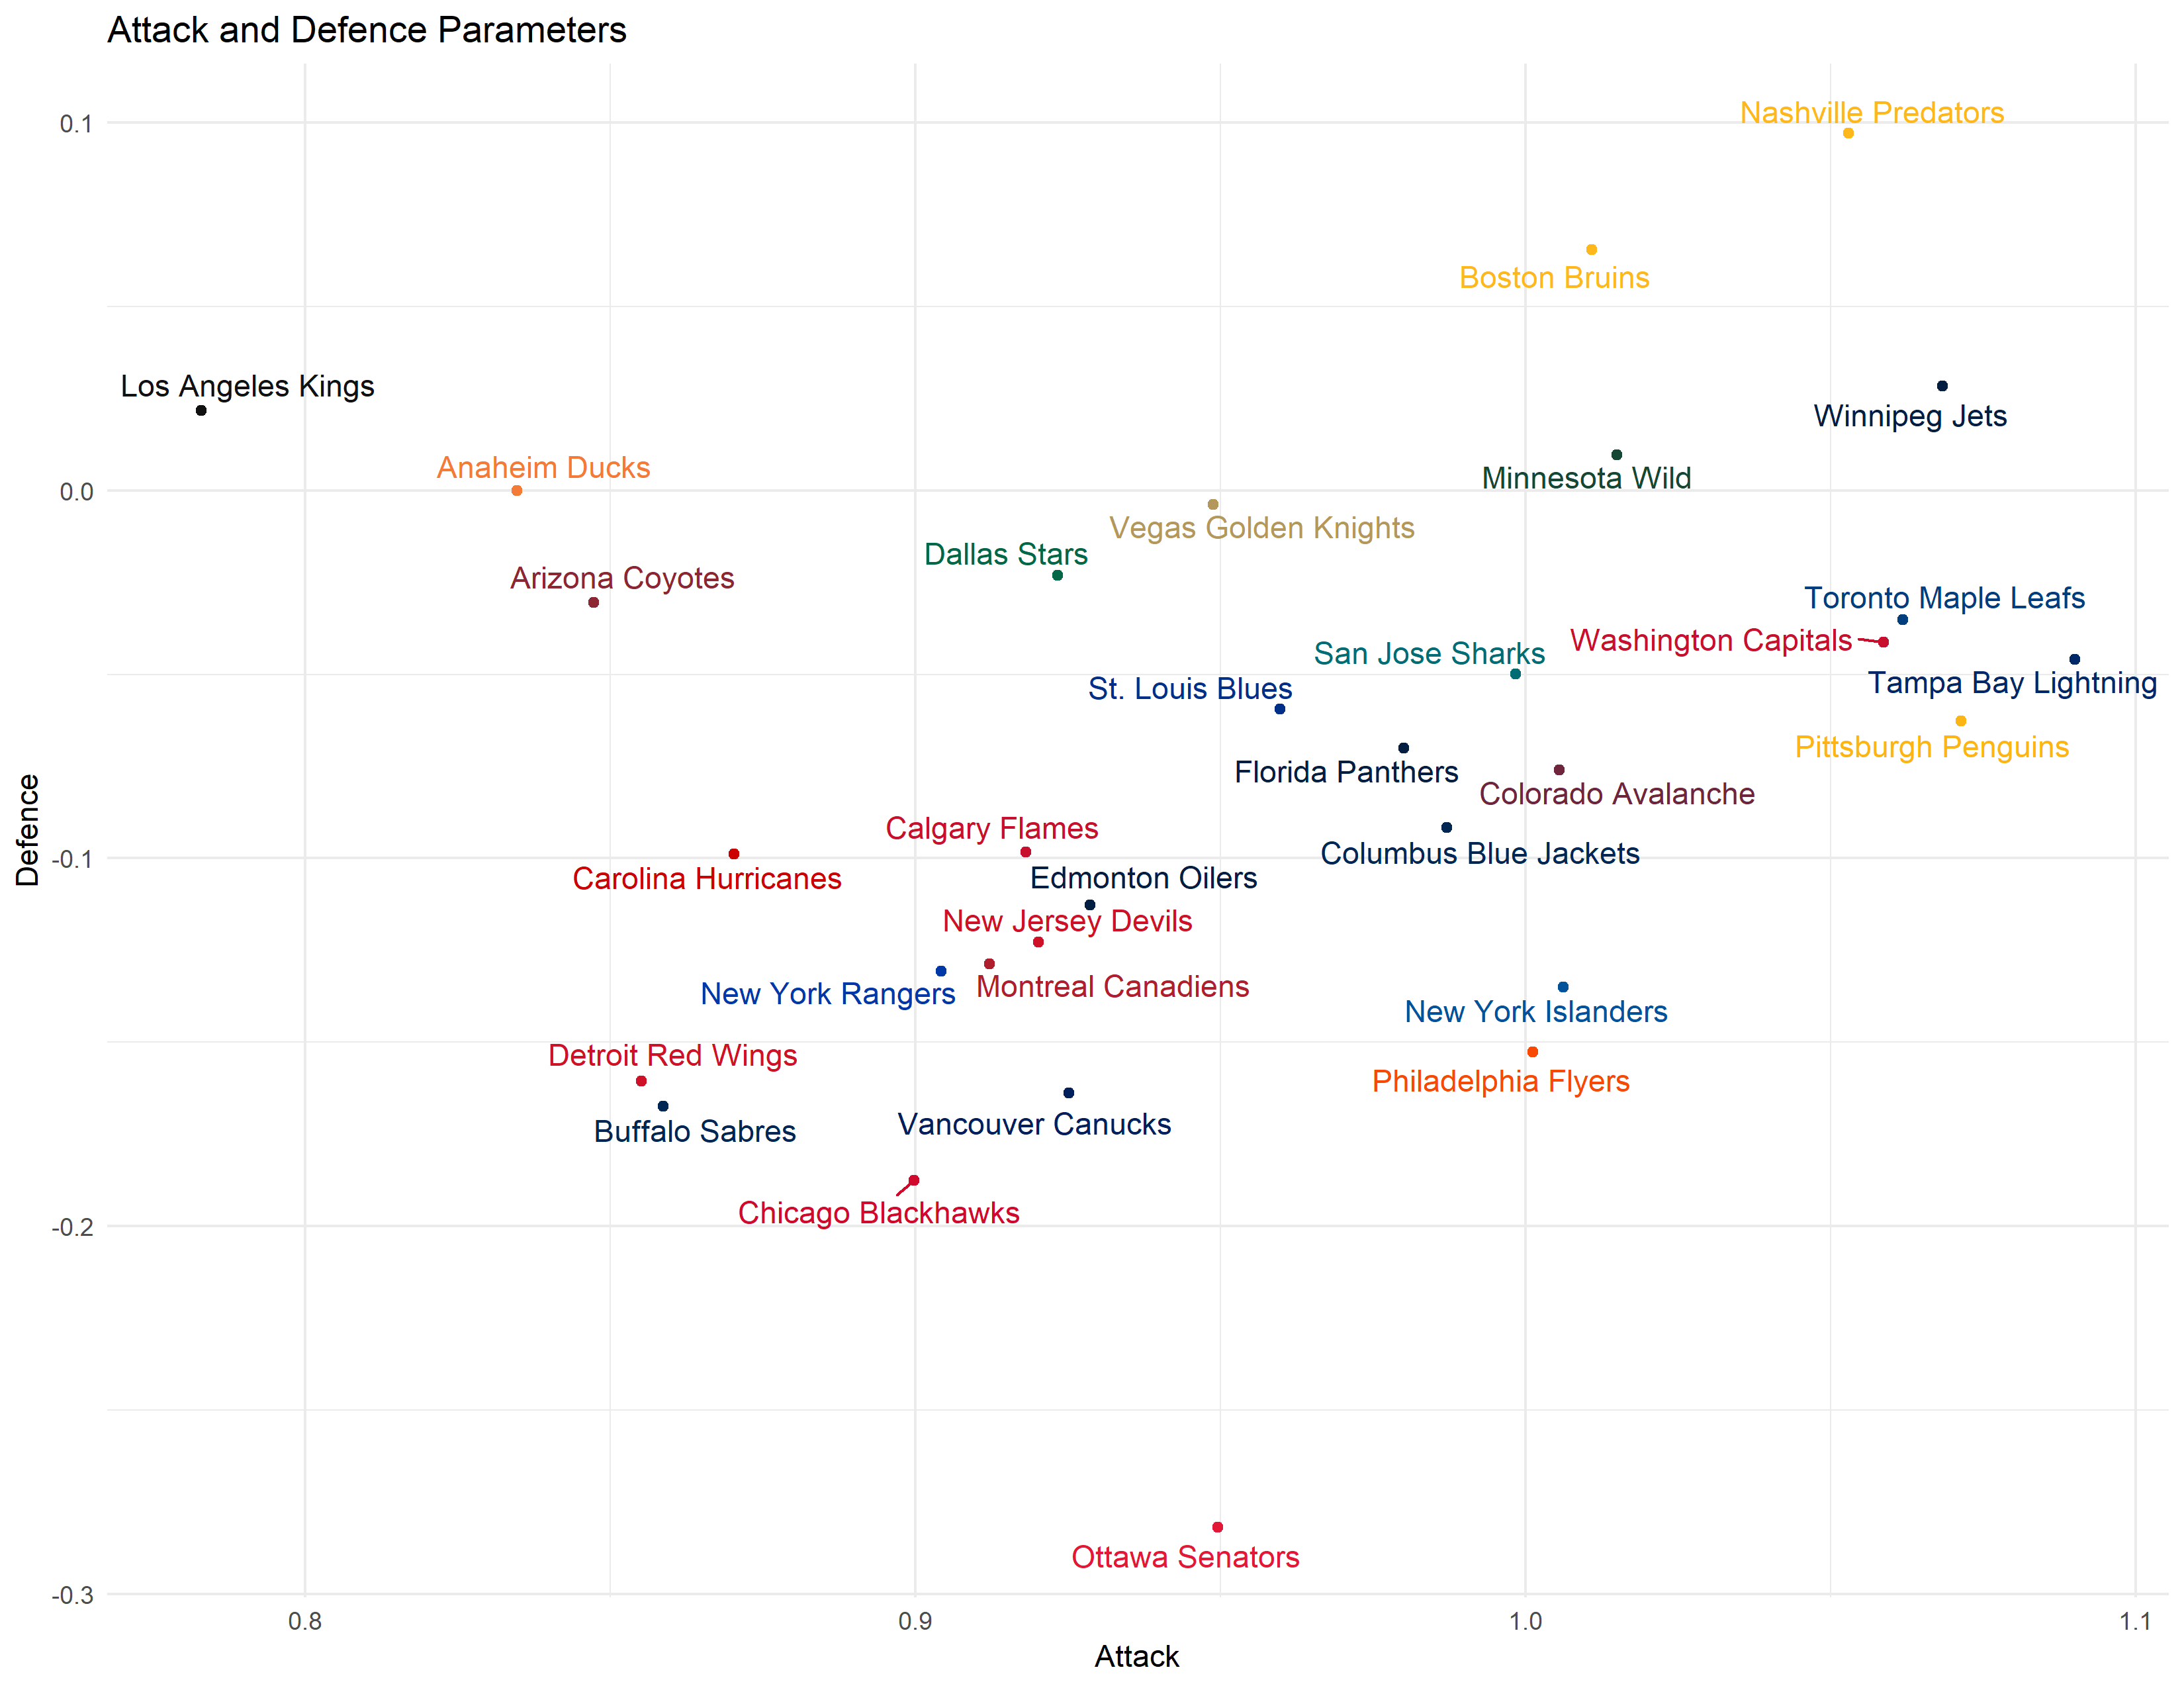 Attack and Defence Parameters
Nashville Predators
0.1
Boston Bruins
Los Angeles Kings
Winnipeg Jets
Anaheim Ducks
Minnesota Wild
0.0
Vegas Golden Knights
Dallas Stars
Arizona Coyotes
Toronto Maple Leafs
Washington Capitals
San Jose Sharks
Tampa Bay Lightning
St. Louis Blues
Pittsburgh Penguins
Florida Panthers
Colorado Avalanche
Calgary Flames
Defence
Columbus Blue Jackets
-0.1
Carolina Hurricanes
Edmonton Oilers
New Jersey Devils
Montreal Canadiens
New York Rangers
New York Islanders
Detroit Red Wings
Philadelphia Flyers
Vancouver Canucks
Buffalo Sabres
Chicago Blackhawks
-0.2
Ottawa Senators
-0.3
0.8
0.9
1.0
1.1
Attack